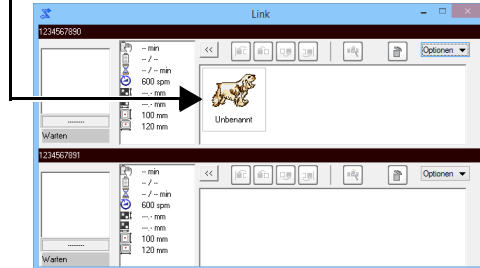 Link
1234567890
-- min
-- / --
-- / -- min
600 spm
---.- mm
---.- mm
100 mm
120 mm
--------
Warten
<<
Optionen
Unbenannt
1234567891
-- min
-- / --
-- / -- min
600 spm
---.- mm
---.- mm
100 mm
120 mm
--------
Warten
<<
Optionen